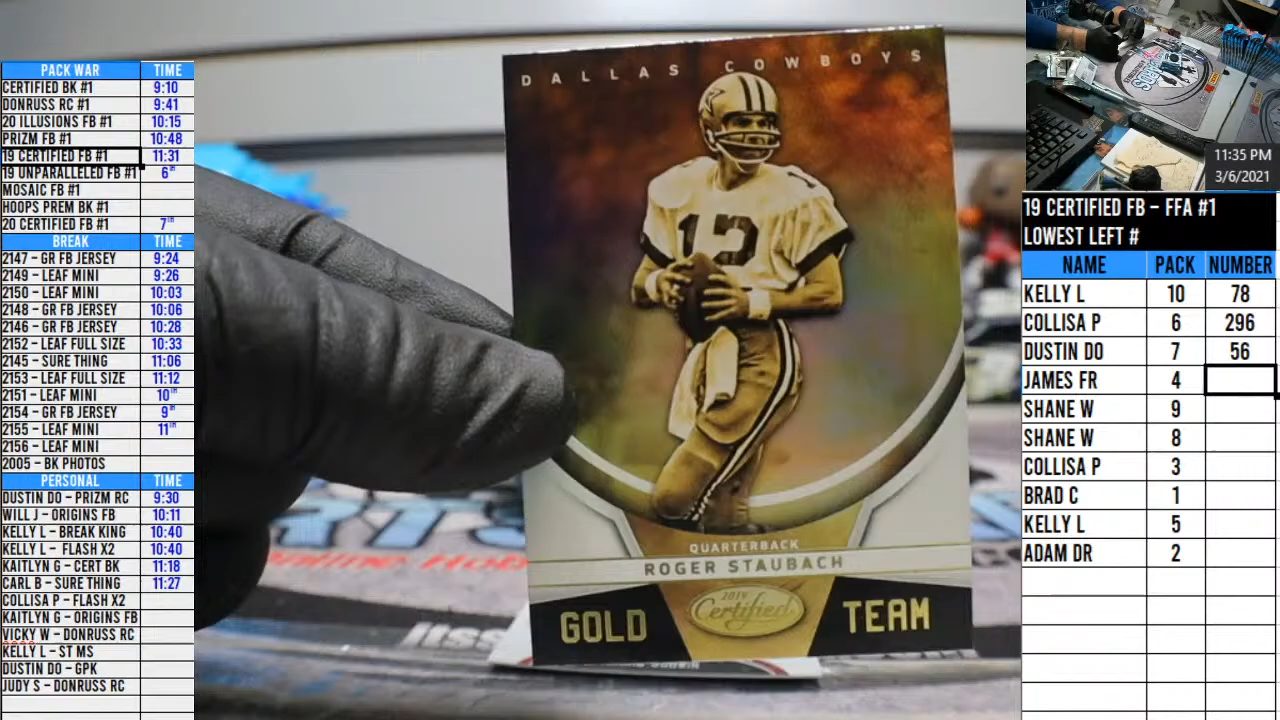 PACK WAR TIME
CERTIFIED BK #1 9:10
DONRUSS RC #1 9:41
20 ILLUSIONS FB #1 10:15
PRIZM FB #1 10:48
19 CERTIFIED FB #1 11:31
19 UNPARALLELED FB #1 6TH
MOSAIC FB #1
HOOPS PREM BK #1
20 CERTIFIED FB #1 7TH
BREAK TIME
2147 – GR FB JERSEY 9:24
2149 – LEAF MINI 9:26
2150 – LEAF MINI 10:03
2148 – GR FB JERSEY 10:06
2146 – GR FB JERSEY 10:28
2152 – LEAF FULL SIZE 10:33
2145 – SURE THING 11:06
2153 – LEAF FULL SIZE 11:12
2151 – LEAF MINI 10TH
2154 – GR FB JERSEY 9TH
2155 – LEAF MINI 11TH
2156 – LEAF MINI
2005 – BK PHOTOS
PERSONAL TIME
DUSTIN DO – PRIZM RC 9:30
WILL J – ORIGINS FB 10:11
KELLY L – BREAK KING 10:40
KELLY L – FLASH X2 10:40
KAITLYN G – CERT BK 11:18
CARL B – SURE THING 11:27
COLLISA P – FLASH X2
KAITLYN G – ORIGINS FB
VICKY W – DONRUSS RC
KELLY L – ST MS
DUSTIN DO – GPK
JUDY S – DONRUSS RC
DALLAS COWBOYS
12
QUARTERBACK
ROGER STAUBACH
GOLD
2019
Certified
TEAM
11:35 PM
3/6/2021
19 CERTIFIED FB – FFA #1
LOWEST LEFT #
NAME PACK NUMBER
KELLY L 10 78
COLLISA P 6 296
DUSTIN DO 7 56
JAMES FR 4
SHANE W 9
SHANE W 8
COLLISA P 3
BRAD C 1
KELLY L 5
ADAM DR 2